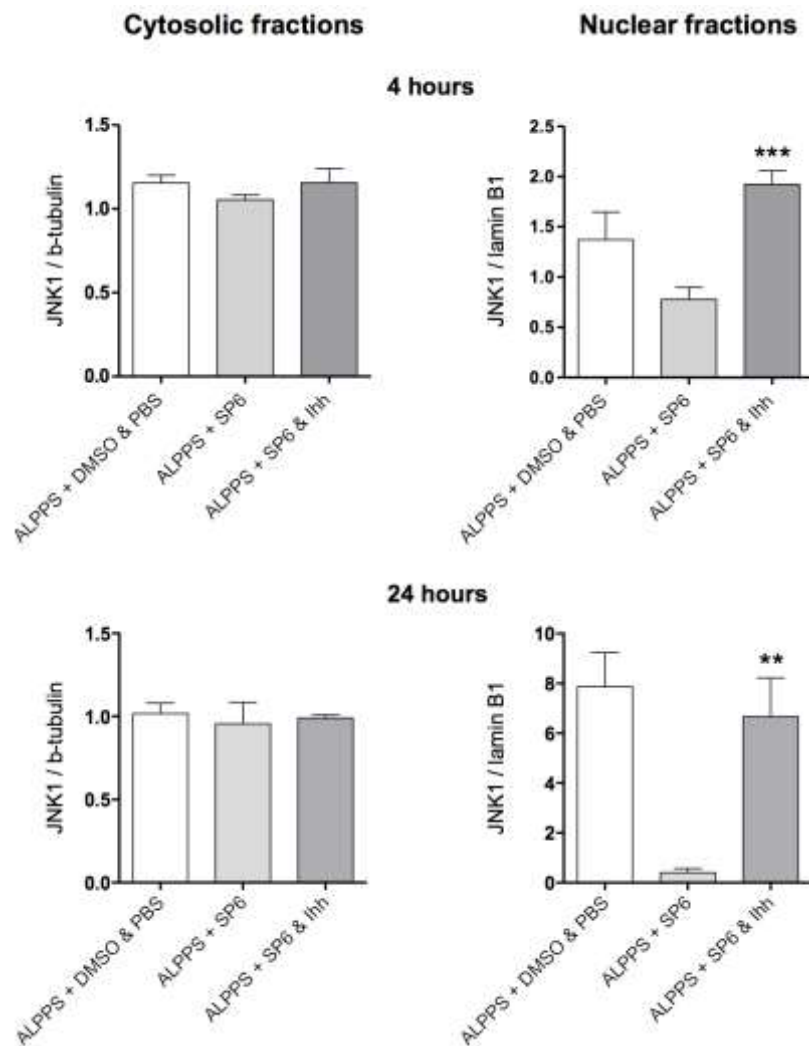 Cytosolic fractions
Nuclear fractions
4 hours
JNK1 / b-tubulin
1.5
1.0
0.5
0.0
ALPPS + DMSO & PBS
ALPPS + SP6
ALPPS + SP6 & Ihh
JNK1 / lamin B1
2.5
2.0
1.5
1.0
0.5
0.0
***
ALPPS + DMSO & PBS
ALPPS + SP6
ALPPS + SP6 & Ihh
24 hours
JNK1 / b-tubulin
1.5
1.0
0.5
0.0
ALPPS + DMSO & PBS
ALPPS + SP6
ALPPS + SP6 & Ihh
JNK1 / lamin B1
10
8
6
4
2
0
**
ALPPS + DMSO & PBS
ALPPS + SP6
ALPPS + SP6 & Ihh